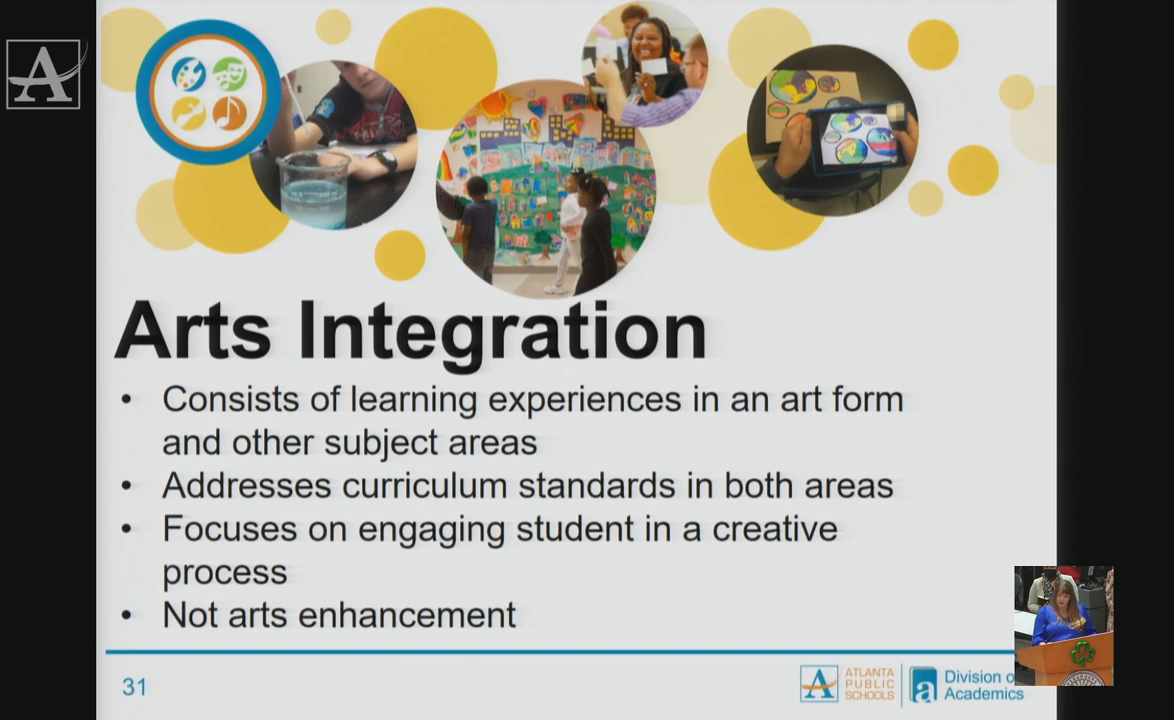 A
Arts Integration
• Consists of learning experiences in an art form
and other subject areas
• Addresses curriculum standards in both areas
• Focuses on engaging student in a creative
process
• Not arts enhancement
31
A
ATLANTA
PUBLIC
SCHOOLS
a
Division o
Academics